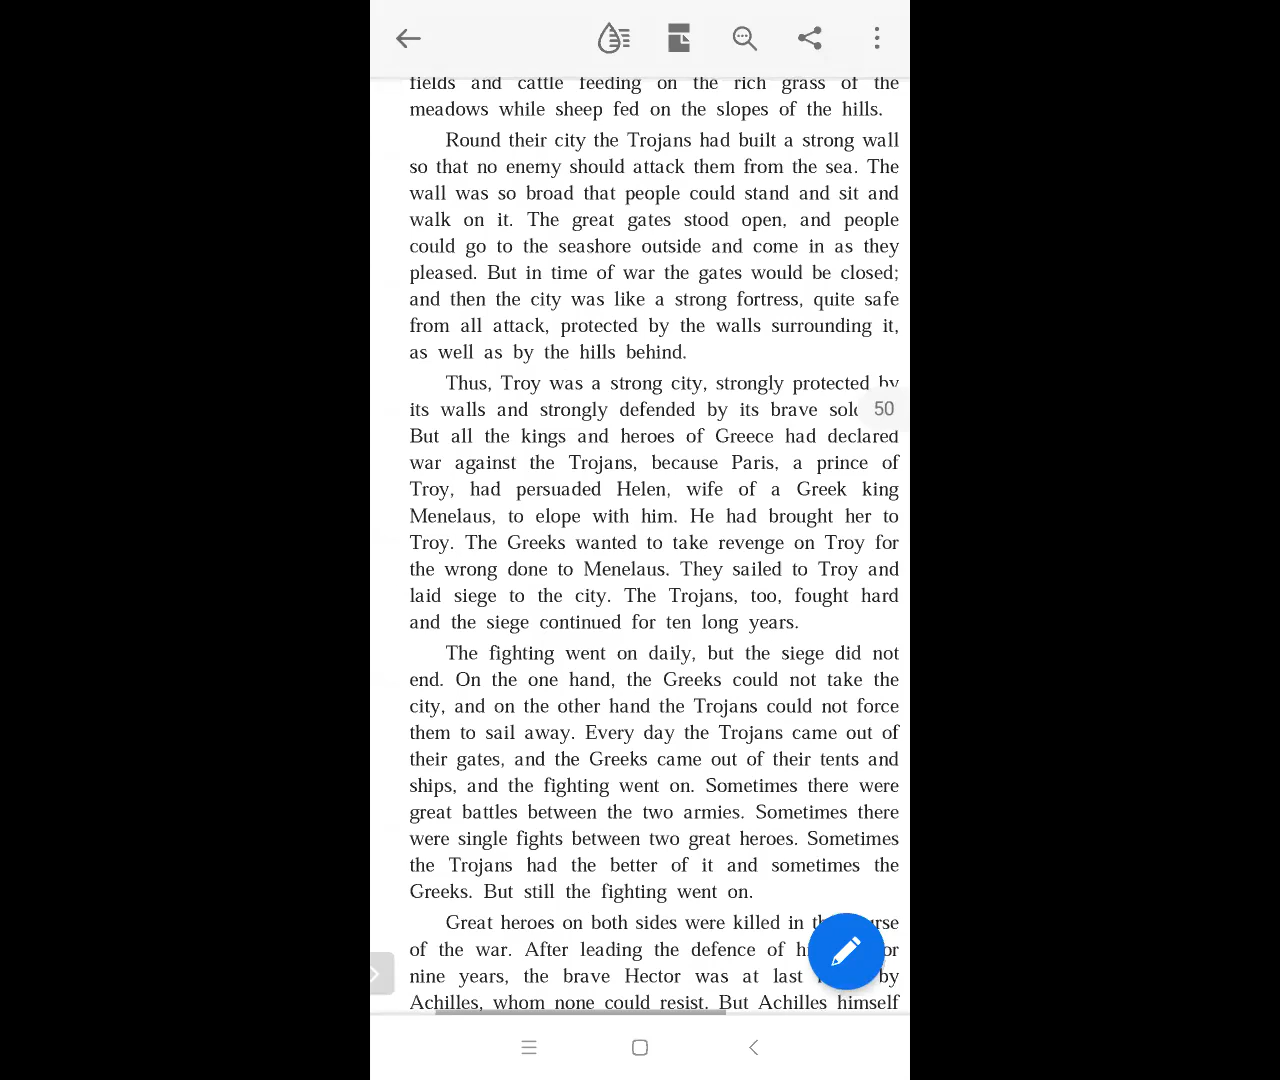 fields and cattle feeding on the rich grass of the
meadows while sheep fed on the slopes of the hills.
Round their city the Trojans had built a strong wall
so that no enemy should attack them from the sea. The
wall was so broad that people could stand and sit and
walk on it. The great gates stood open, and people
could go to the seashore outside and come in as they
pleased. But in time of war the gates would be closed;
and then the city was like a strong fortress, quite safe
from all attack, protected by the walls surrounding it,
as well as by the hills behind.
Thus, Troy was a strong city, strongly protected by
its walls and strongly defended by its brave
50
But all the kings and heroes of Greece had declared
war against the Trojans, because Paris, a prince of
Troy, had persuaded Helen, wife of a Greek king
Menelaus, to elope with him. He had brought her to
Troy. The Greeks wanted to take revenge on Troy for
the wrong done to Menelaus. They sailed to Troy and
laid siege to the city. The Trojans, too, fought hard
and the siege continued for ten long years.
The fighting went on daily, but the siege did not
end. On the one hand, the Greeks could not take the
city, and on the other hand the Trojans could not force
them to sail away. Every day the Trojans came out of
their gates, and the Greeks came out of their tents and
ships, and the fighting went on. Sometimes there were
great battles between the two armies. Sometimes there
were single fights between two great heroes. Sometimes
the Trojans had the better of it and sometimes the
Greeks. But still the fighting went on.
Great heroes on both sides were killed in
of the war. After leading the defence of
nine years, the brave Hector was at last by
Achilles, whom none could resist. But Achilles himself